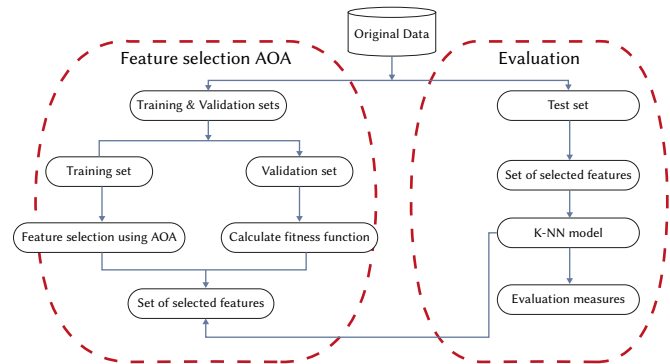 Original Data
Feature selection AOA
Evaluation
Training & Validation sets
Test set
Training set
Validation set
Set of selected features
Feature selection using AOA
Calculate fitness function
K-NN model
Set of selected features
Evaluation measures